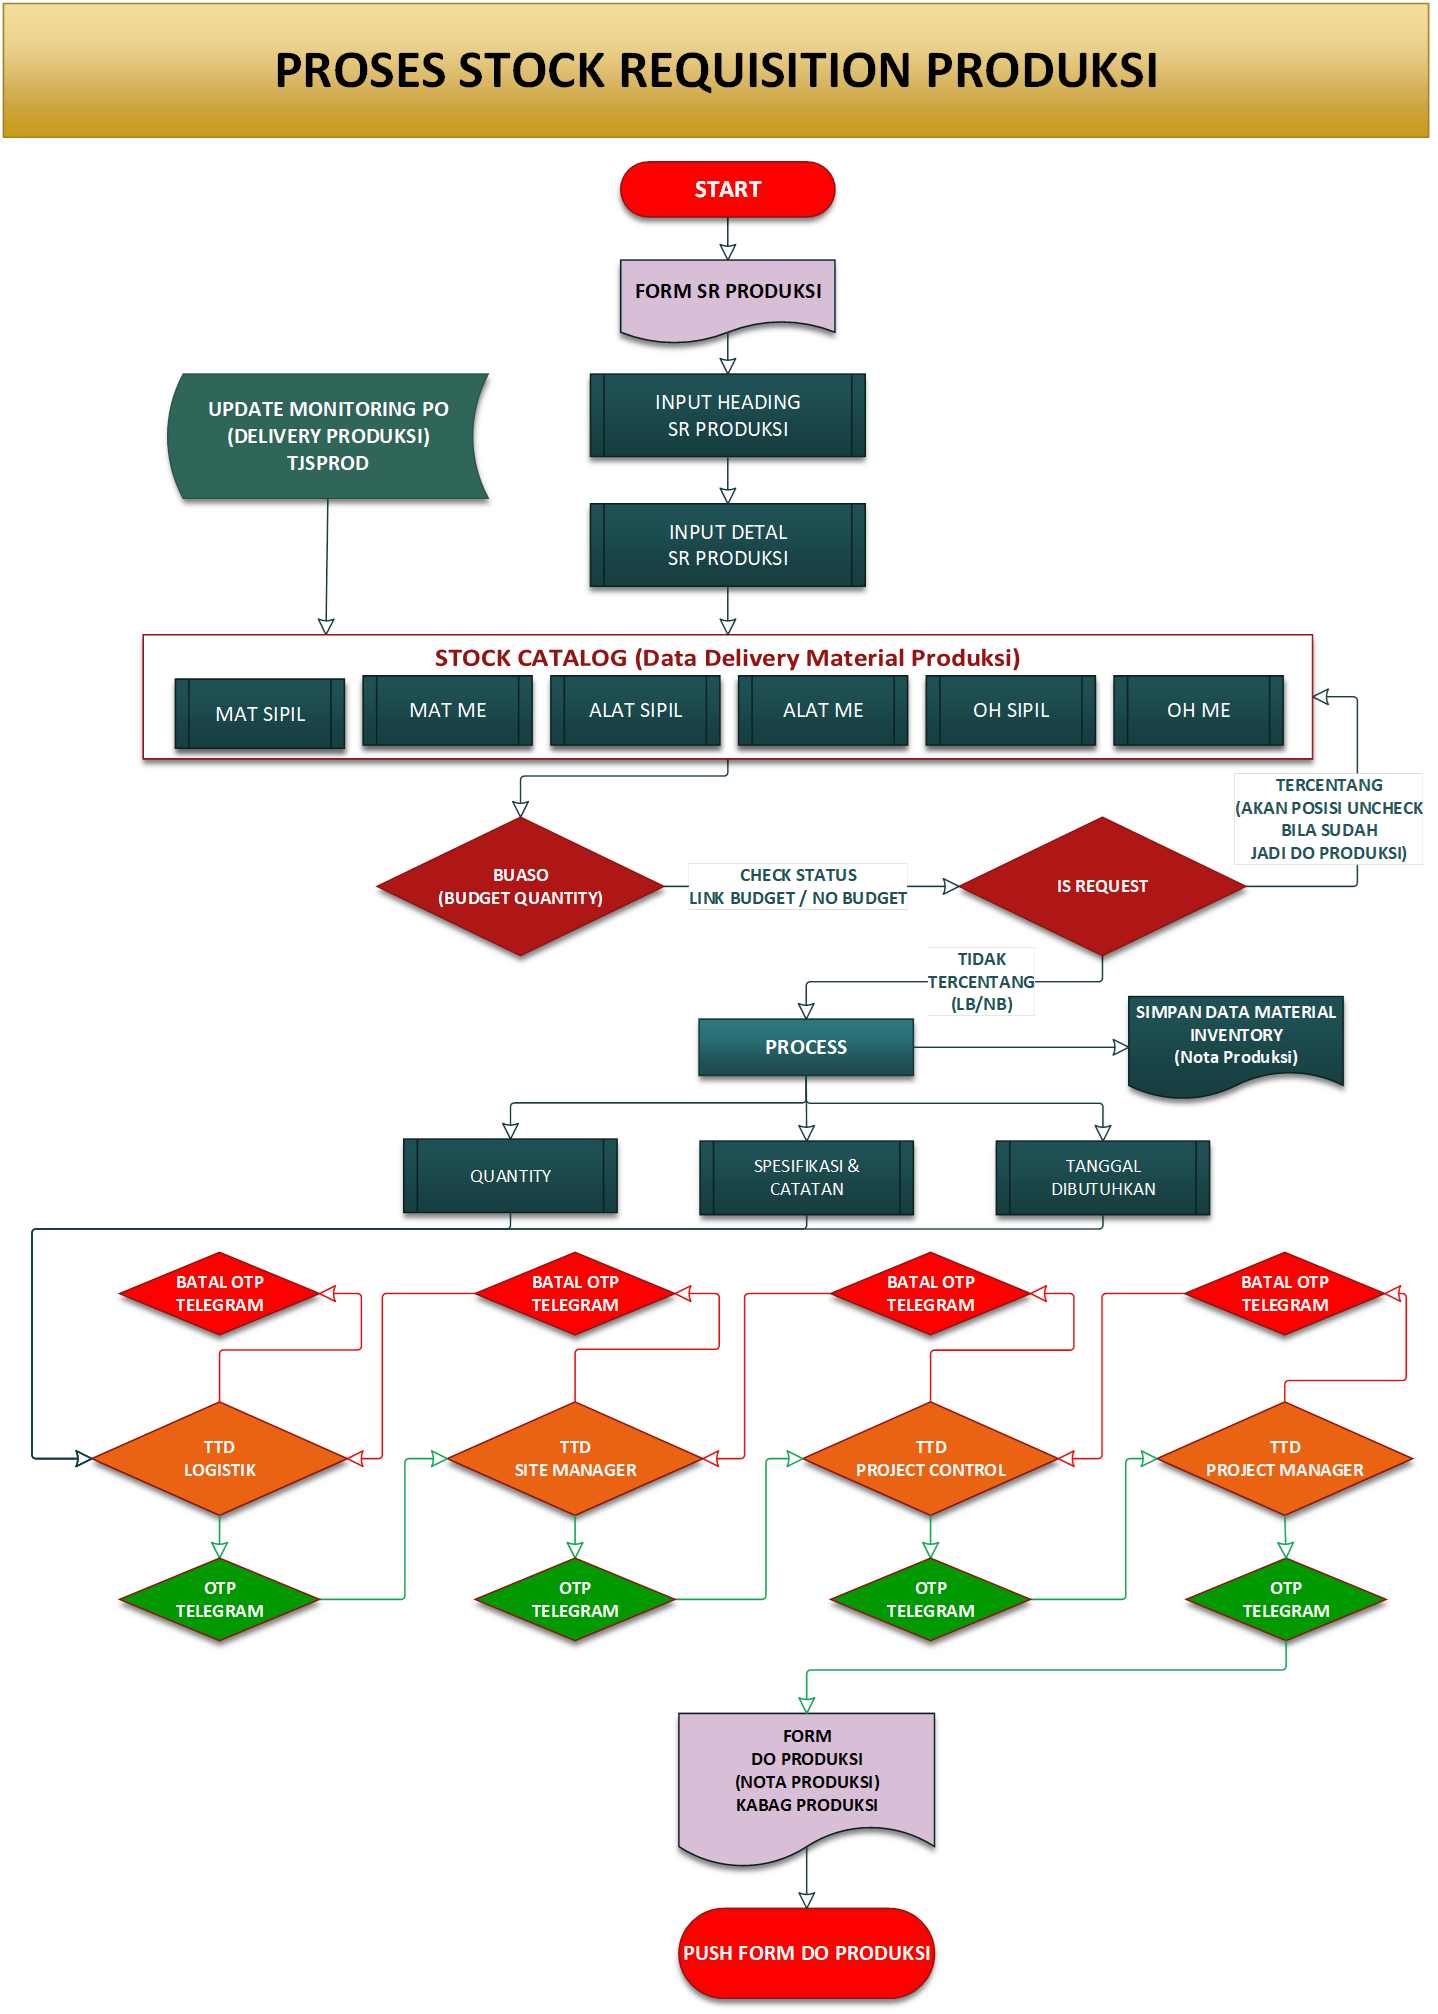 PROSES STOCK REQUISITION PRODUKSI
START
FORM SR PRODUKSI
INPUT HEADING
SR PRODUKSI
UPDATE MONITORING PO
(DELIVERY PRODUKSI)
TJSPROD
INPUT DETAL
SR PRODUKSI
STOCK CATALOG (Data Delivery Material Produksi)
MAT SIPIL
MAT ME
ALAT SIPIL
ALAT ME
OH SIPIL
OH ME
TERCENTANG
(AKAN POSISI UNCHECK
BILA SUDAH
JADI DO PRODUKSI)
BUASO
(BUDGET QUANTITY)
CHECK STATUS
LINK BUDGET / NO BUDGET
IS REQUEST
TIDAK
TERCENTANG
(LB/NB)
PROCESS
SIMPAN DATA MATERIAL
INVENTORY
(Nota Produksi)
QUANTITY
SPESIFIKASI &
CATATAN
TANGGAL
DIBUTUHKAN
BATAL OTP
TELEGRAM
BATAL OTP
TELEGRAM
BATAL OTP
TELEGRAM
BATAL OTP
TELEGRAM
TTD
LOGISTIK
TTD
SITE MANAGER
TTD
PROJECT CONTROL
TTD
PROJECT MANAGER
OTP
TELEGRAM
OTP
TELEGRAM
OTP
TELEGRAM
OTP
TELEGRAM
FORM
DO PRODUKSI
(NOTA PRODUKSI)
KABAG PRODUKSI
PUSH FORM DO PRODUKSI